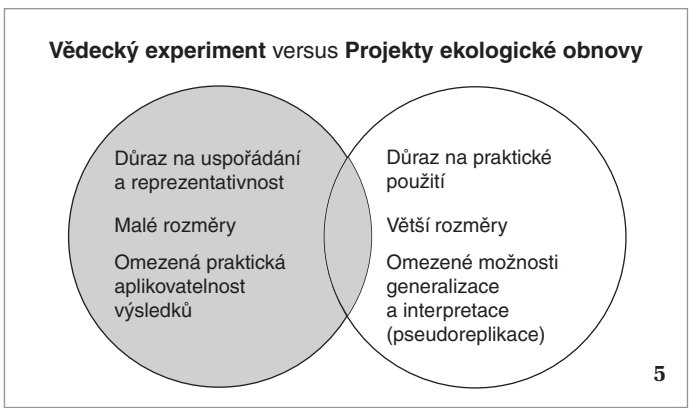 Vědecký experiment versus Projekty ekologické obnovy
Důraz na uspořádání
a reprezentativnost
Malé rozměry
Omezená praktická
aplikovatelnost
výsledků
Důraz na praktické
použití
Větší rozměry
Omezené možnosti
generalizace
a interpretace
(pseudoreplikace)
5